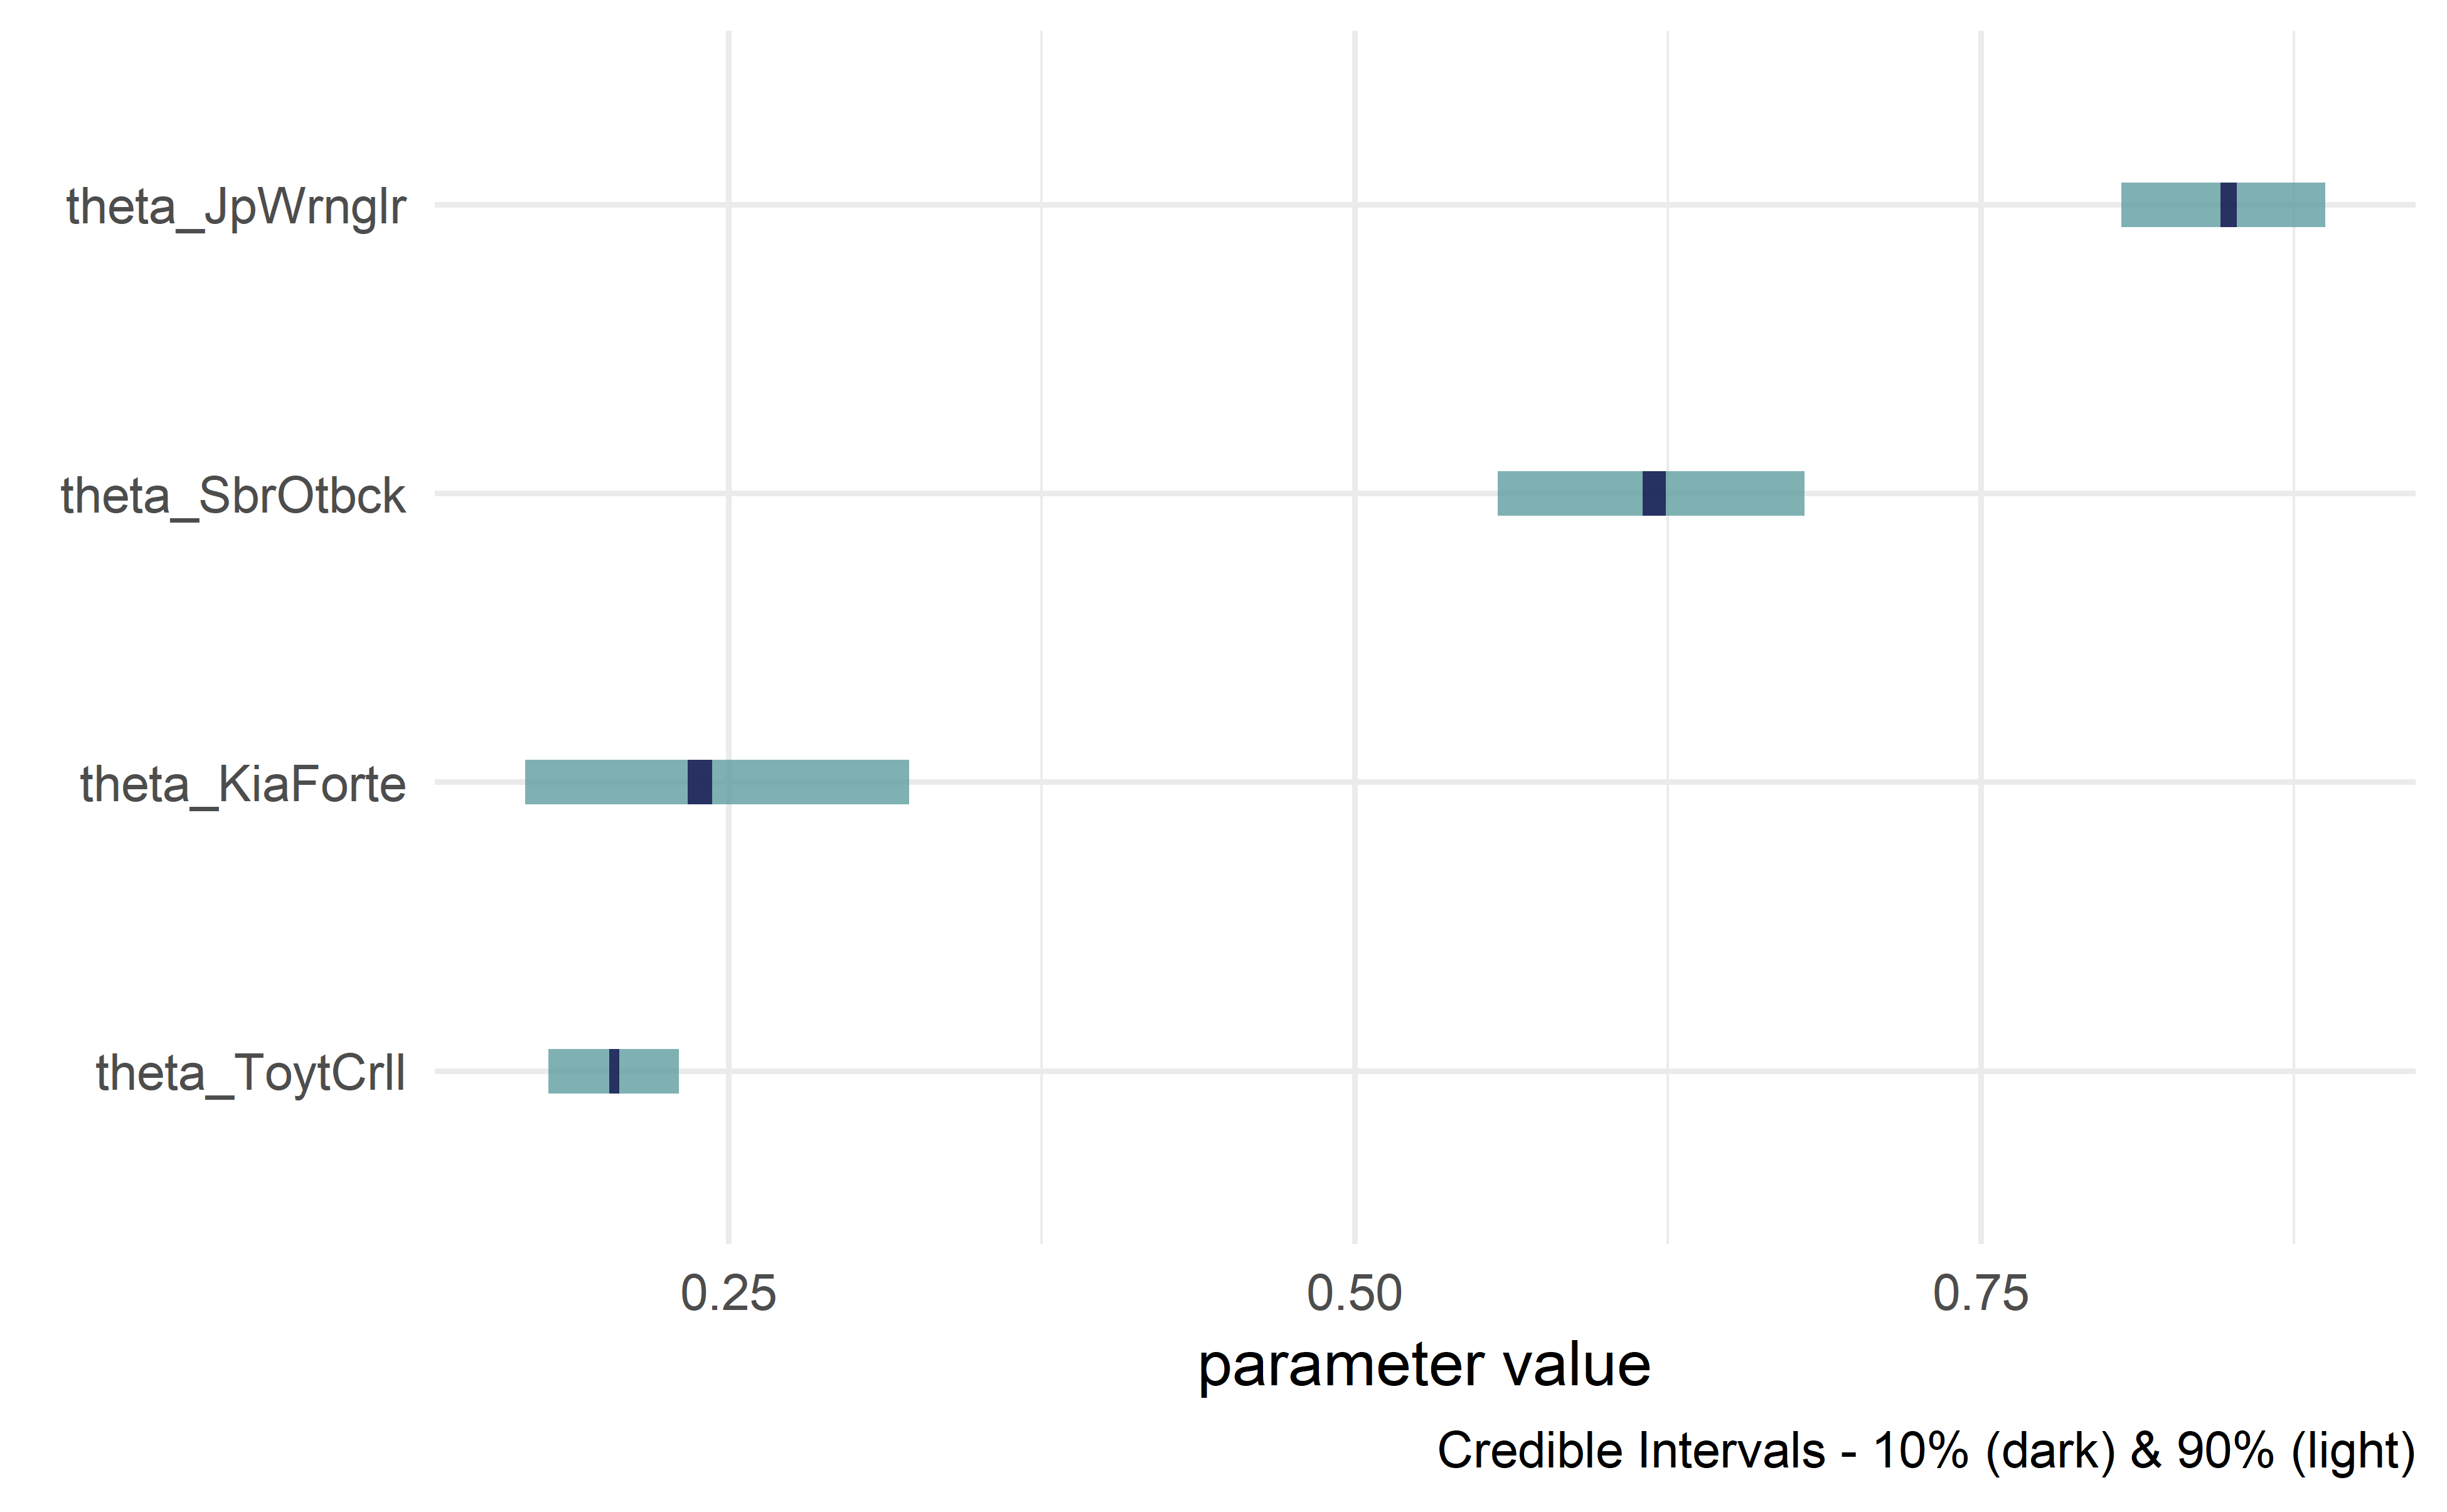 theta_JpWrnglr
theta_SbrOtbck
theta_KiaForte
theta_ToytCrll
0.25 0.50 0.75
parameter value
Credible Intervals - 10% (dark) & 90% (light)